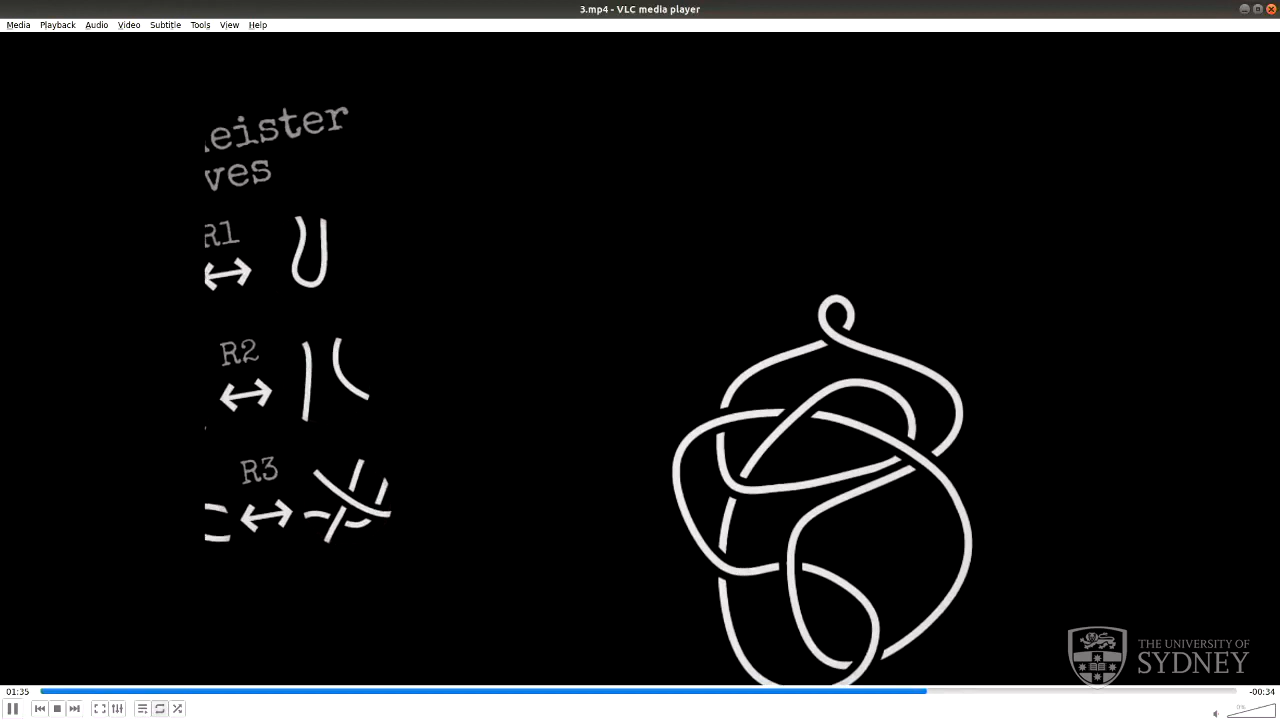 3.mp4 - VLC media player
Media Playback Audio Video Subtitle Tools View Help
eister
ves
R1
R2
R3
THE UNIVERSITY OF
SYDNEY
01:35
-00:34
0%